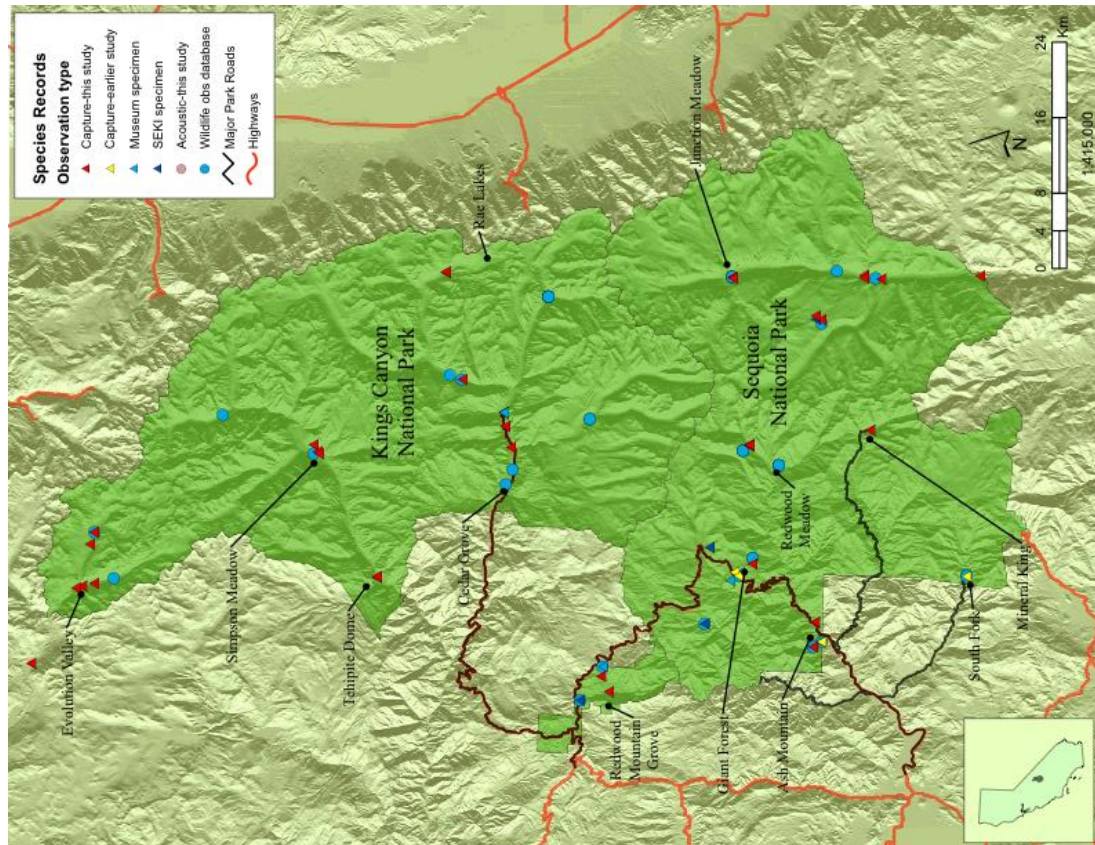 Species Records
Observation type
Capture-this study
Capture-earlier study
Museum specimen
SEKI specimen
Acoustic-this study
Wildlife obs database
Major Park Roads
Highways
Evolution Valley
Simpson Meadow
Tehipite Dome
Kings Canyon
National Park
Rae Lakes
Cedar Grove
Redwood
Mountain
Grove
Giant Forest
Ash Mountain
Redwood
Meadow
Sequoia
National Park
Junction Meadow
Mineral King
South Fork
N
0 4 8 16 24
Km
1:415,000